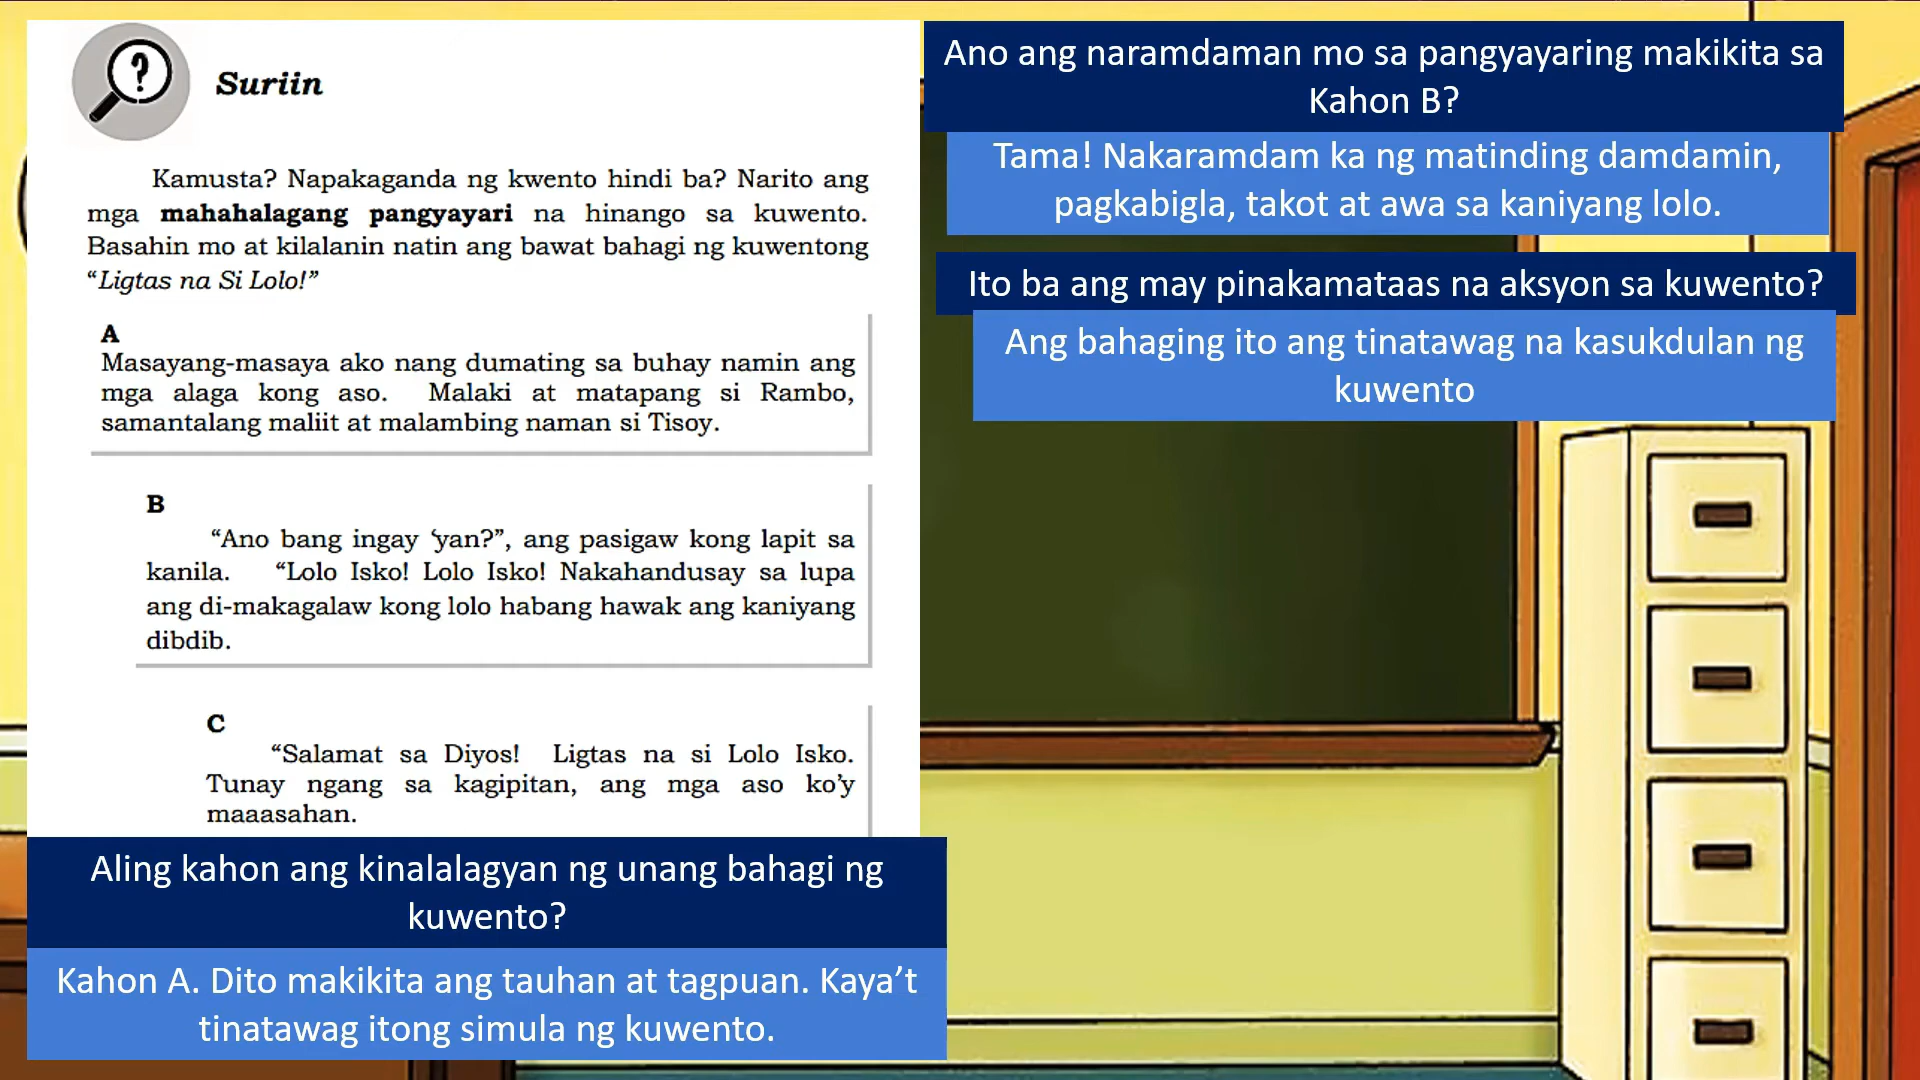 Suriin
Kamusta? Napakaganda ng kwento hindi ba? Narito ang
mga mahahalagang pangyayari na hinango sa kuwento.
Basahin mo at kilalanin natin ang bawat bahagi ng kuwentong
“Ligtas na Si Lolo!”
A
Masayang-masaya ako nang dumating sa buhay namin ang
mga alaga kong aso. Malaki at matapang si Rambo,
samantalang maliit at malambing naman si Tisoy.
B
“Ano bang ingay ‘yan?”, ang pasigaw kong lapit sa
kanila. “Lolo Isko! Lolo Isko! Nakahandusay sa lupa
ang di-makagalaw kong lolo habang hawak ang kaniyang
dibdib.
C
“Salamat sa Diyos! Ligtas na si Lolo Isko.
Tunay ngang sa kagipitan, ang mga aso ko’y
maaasahan.
Aling kahon ang kinalalagyan ng unang bahagi ng
kuwento?
Kahon A. Dito makikita ang tauhan at tagpuan. Kaya’t
tinatawag itong simula ng kuwento.
Ano ang naramdaman mo sa pangyayaring makikita sa
Kahon B?
Tama! Nakaramdam ka ng matinding damdamin,
pagkabigla, takot at awa sa kaniyang lolo.
Ito ba ang may pinakamataas na aksyon sa kuwento?
Ang bahaging ito ang tinatawag na kasukdulan ng
kuwento